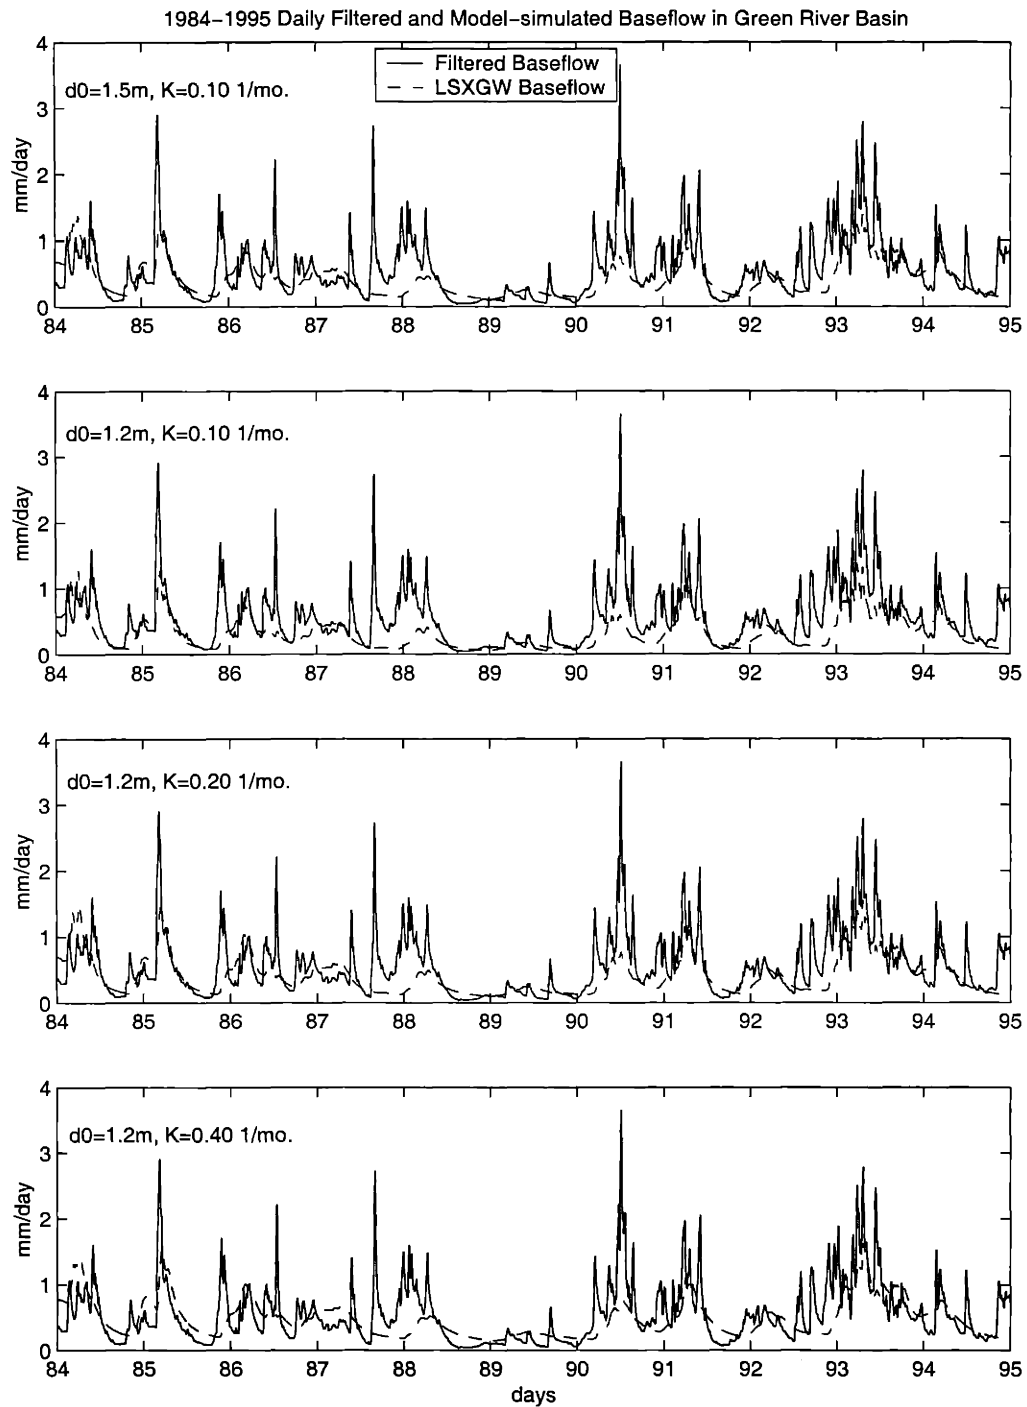 1984–1995 Daily Filtered and Model–simulated Baseflow in Green River Basin
4
3
2
1
0
mm/day
d0=1.5m, K=0.10 1/mo.
Filtered Baseflow
LSXGW Baseflow
84 85 86 87 88 89 90 91 92 93 94 95
4
3
2
1
0
mm/day
d0=1.2m, K=0.10 1/mo.
84 85 86 87 88 89 90 91 92 93 94 95
4
3
2
1
0
mm/day
d0=1.2m, K=0.20 1/mo.
84 85 86 87 88 89 90 91 92 93 94 95
4
3
2
1
0
mm/day
d0=1.2m, K=0.40 1/mo.
84 85 86 87 88 89 90 91 92 93 94 95
days